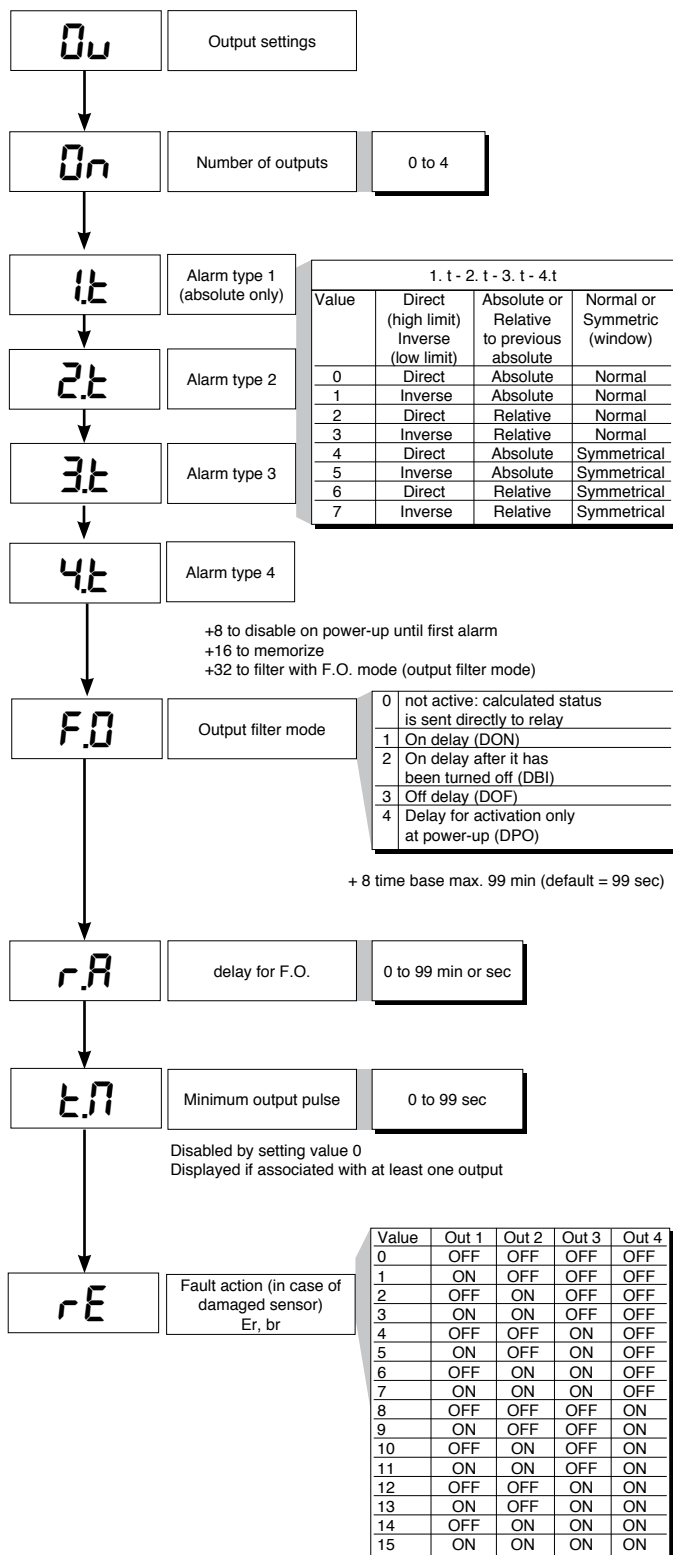 Ou
Output settings
On
Number of outputs
0 to 4
1.t
Alarm type 1
(absolute only)
1. t - 2. t - 3. t - 4.t
Value Direct Absolute or Normal or
(high limit) Relative Symmetric
Inverse to previous (window)
(low limit) absolute
0 Direct Absolute Normal
1 Inverse Absolute Normal
2 Direct Relative Normal
3 Inverse Relative Normal
4 Direct Absolute Symmetrical
5 Inverse Absolute Symmetrical
6 Direct Relative Symmetrical
7 Inverse Relative Symmetrical
2.t
Alarm type 2
3.t
Alarm type 3
4.t
Alarm type 4
+8 to disable on power-up until first alarm
+16 to memorize
+32 to filter with F.O. mode (output filter mode)
F.O
Output filter mode
0 not active: calculated status
is sent directly to relay
1 On delay (DON)
2 On delay after it has
been turned off (DBI)
3 Off delay (DOF)
4 Delay for activation only
at power-up (DPO)
+ 8 time base max. 99 min (default = 99 sec)
r.A
delay for F.O.
0 to 99 min or sec
t.M
Minimum output pulse
0 to 99 sec
Disabled by setting value 0
Displayed if associated with at least one output
rE
Fault action (in case of
damaged sensor)
Er, br
Value Out 1 Out 2 Out 3 Out 4
0 OFF OFF OFF OFF
1 ON OFF OFF OFF
2 OFF ON OFF OFF
3 ON ON OFF OFF
4 OFF OFF ON OFF
5 ON OFF ON OFF
6 OFF ON ON OFF
7 ON ON ON OFF
8 OFF OFF OFF ON
9 ON OFF OFF ON
10 OFF ON OFF ON
11 ON ON OFF ON
12 OFF OFF ON ON
13 ON OFF ON ON
14 OFF ON ON ON
15 ON ON ON ON